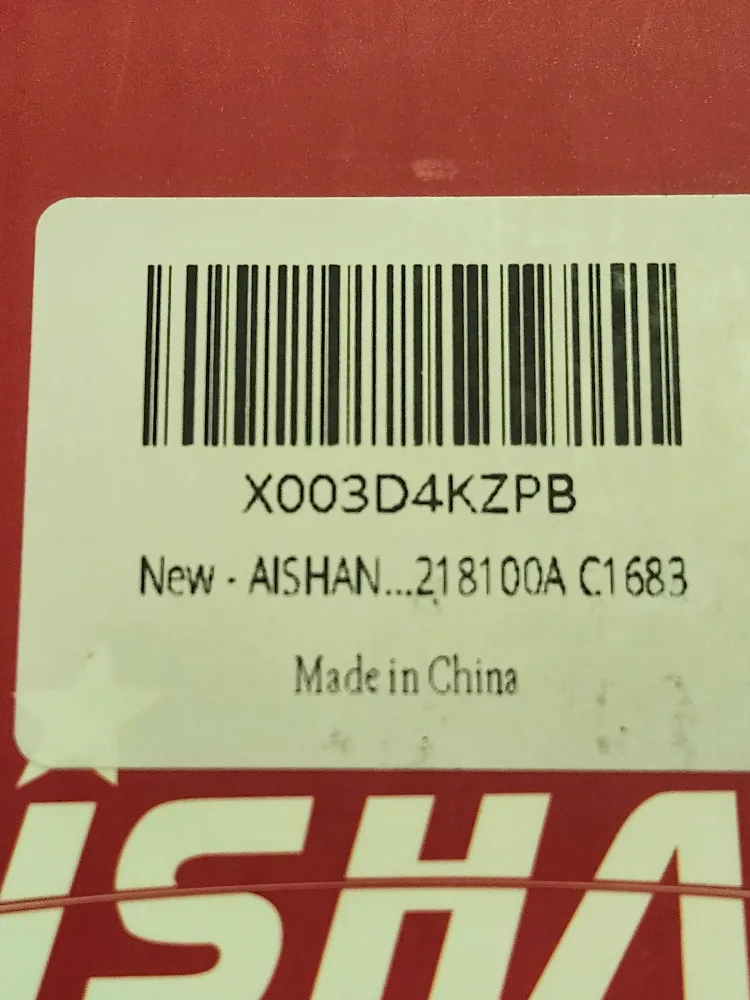 X003D4KZPB
New - AISHAN...218100A C1683
Made in China
ISHA